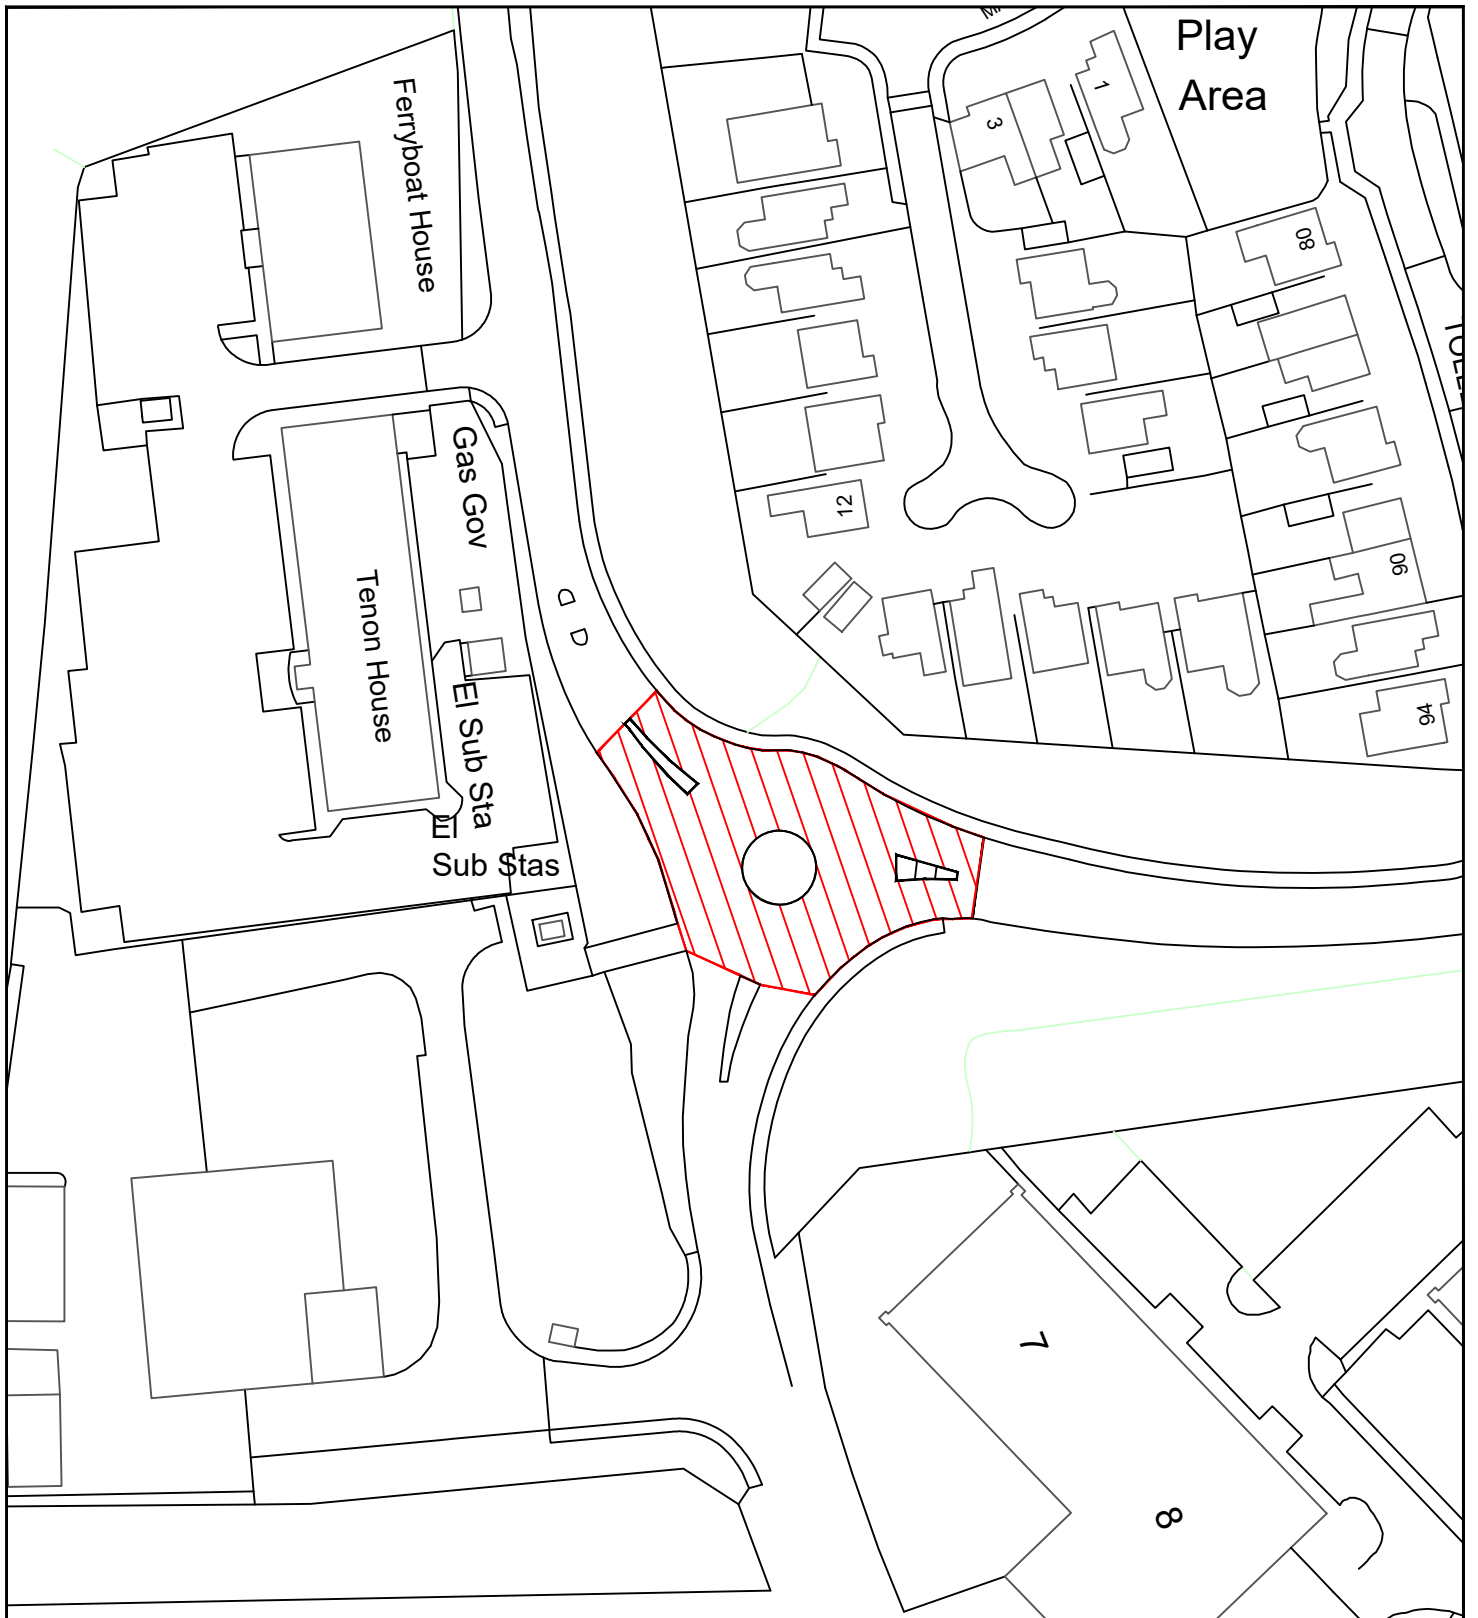 Play
Area
1
3
Ferryboat House
80
Gas Gov
12
90
Tenon House
94
El Sub Sta
El
Sub Stas
7
8